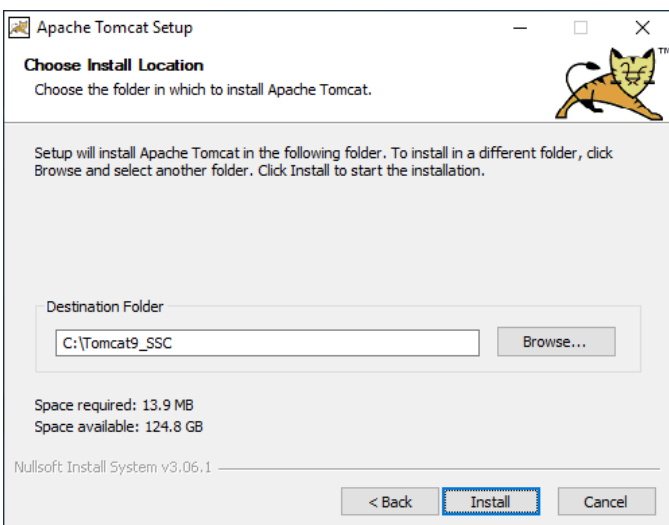 Apache Tomcat Setup
Choose Install Location
Choose the folder in which to install Apache Tomcat.
TM
Setup will install Apache Tomcat in the following folder. To install in a different folder, click
Browse and select another folder. Click Install to start the installation.
Destination Folder
C:\Tomcat9_SSC
Browse...
Space required: 13.9 MB
Space available: 124.8 GB
Nullsoft Install System v3.06.1
< Back
Install
Cancel